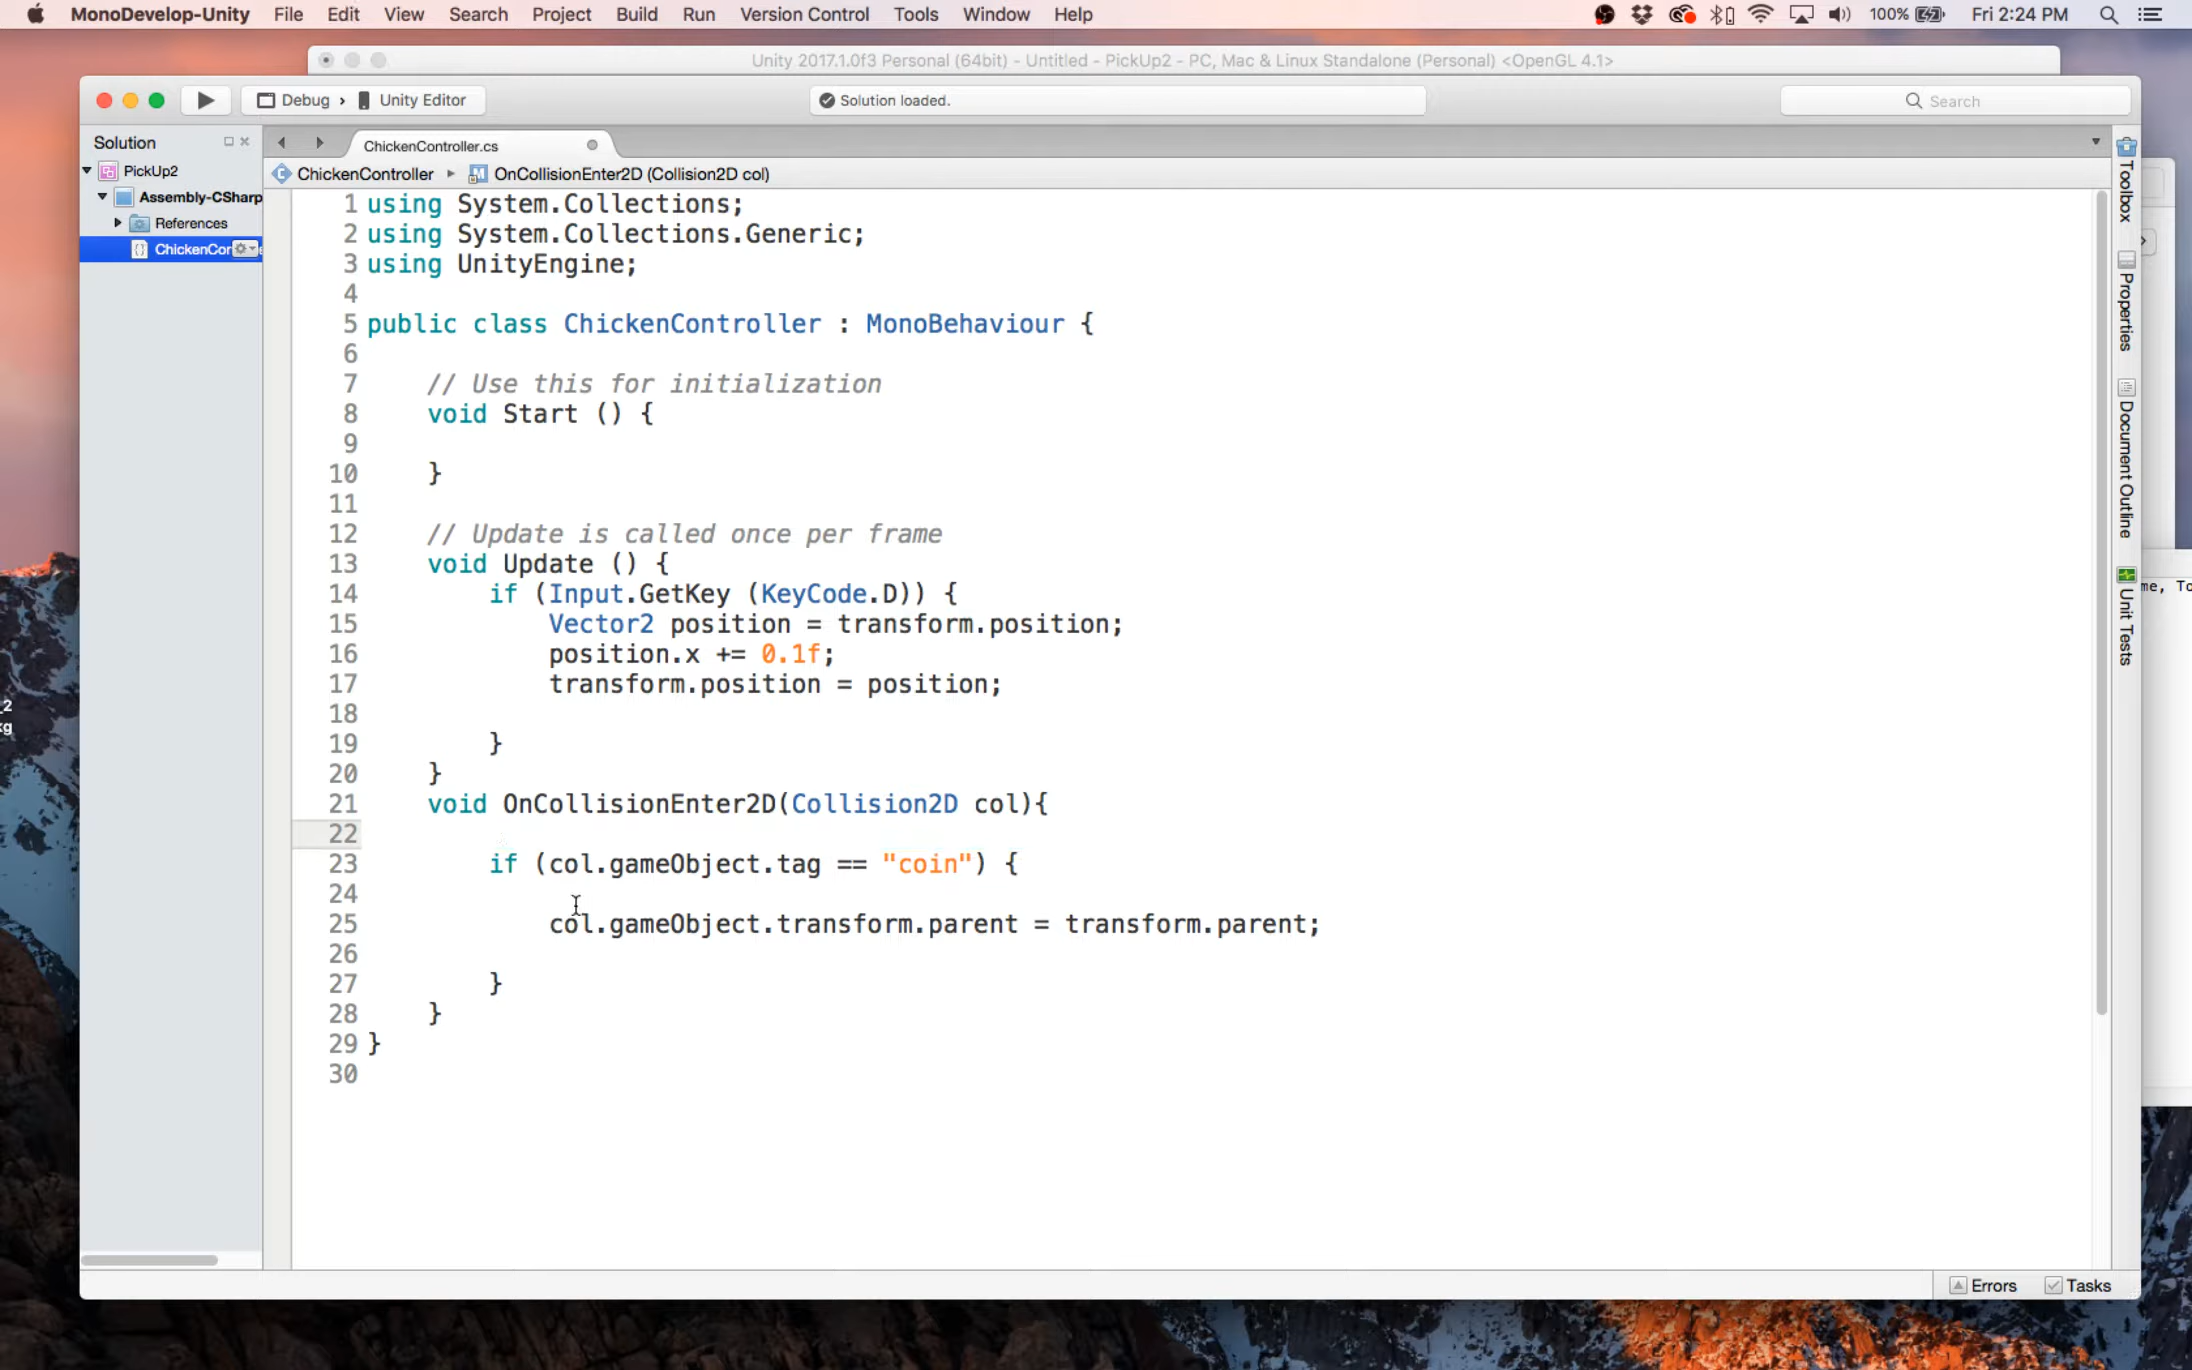 MonoDevelop-Unity File Edit View Search Project Build Run Version Control Tools Window Help 100% Fri 2:24 PM
Unity 2017.1.0f3 Personal (64bit) - Untitled - PickUp2 - PC, Mac & Linux Standalone (Personal) <OpenGL 4.1>
Debug › Unity Editor Solution loaded. Search
Solution
ChickenController.cs
PickUp2
ChickenController OnCollisionEnter2D (Collision2D col)
Assembly-CSharp
References
ChickenCon
1 using System.Collections;
2 using System.Collections.Generic;
3 using UnityEngine;
4
5 public class ChickenController : MonoBehaviour {
6
7 // Use this for initialization
8 void Start () {
9
10 }
11
12 // Update is called once per frame
13 void Update () {
14 if (Input.GetKey (KeyCode.D)) {
15 Vector2 position = transform.position;
16 position.x += 0.1f;
17 transform.position = position;
18
19 }
20 }
21 void OnCollisionEnter2D(Collision2D col){
22
23 if (col.gameObject.tag == "coin") {
24
25 col.gameObject.transform.parent = transform.parent;
26
27 }
28 }
29 }
30
Toolbox
Properties
Document Outline
Unit Tests
me, To
_2
kg
Errors Tasks